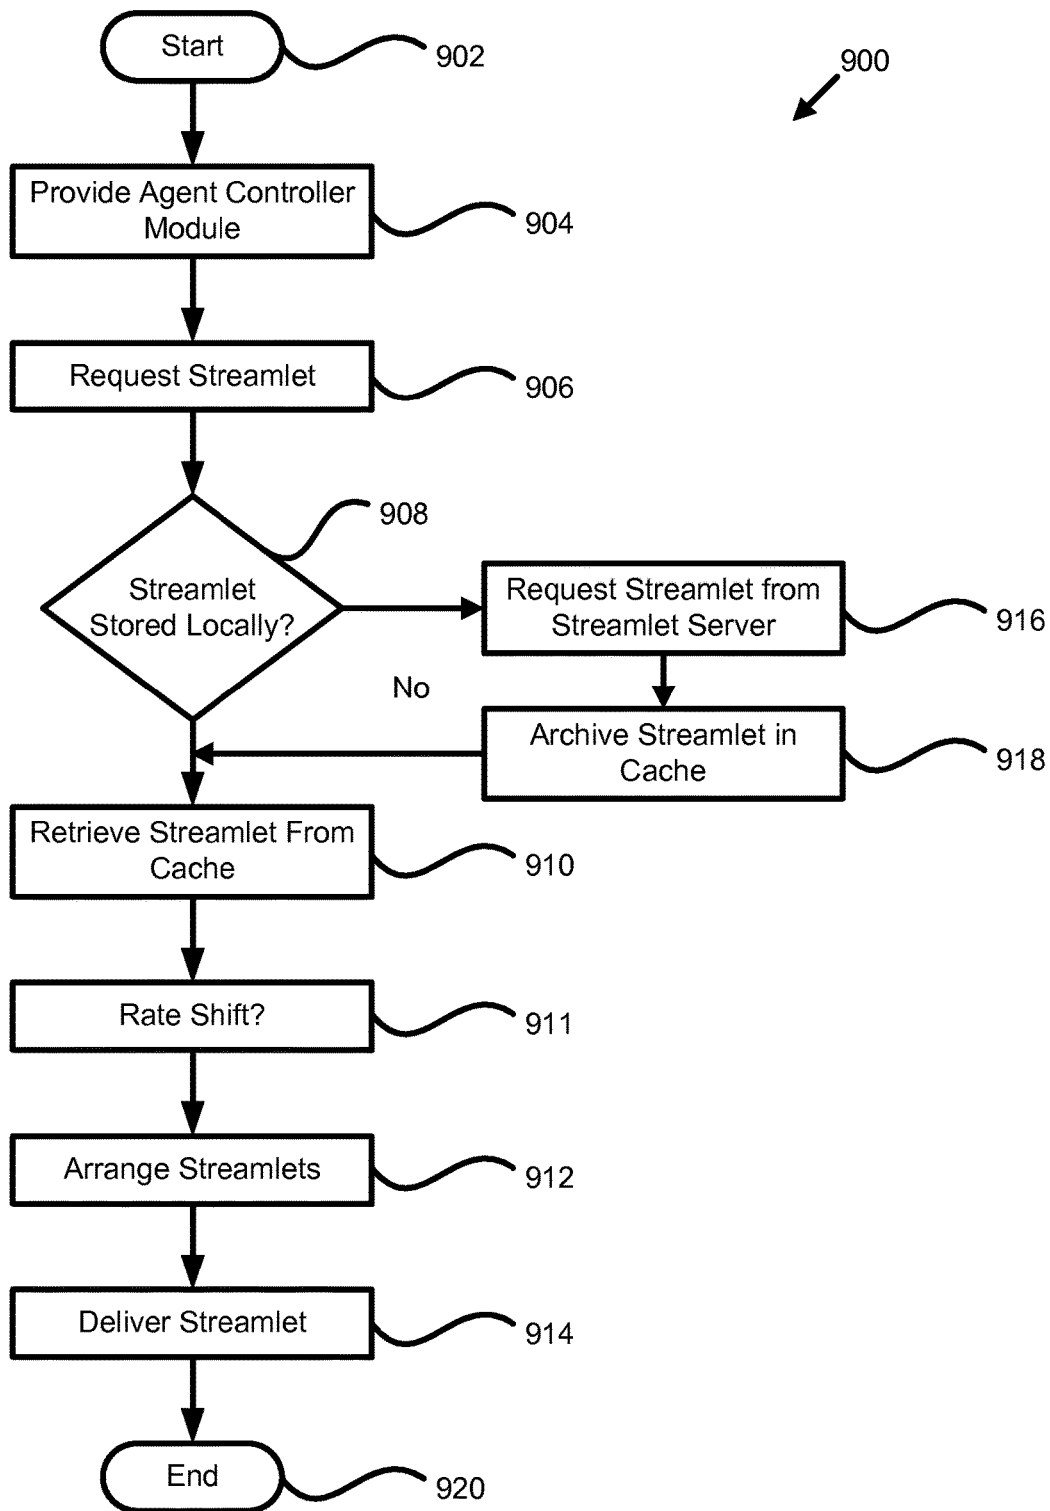 Start
902
900
Provide Agent Controller
Module
904
Request Streamlet
906
908
Streamlet
Stored Locally?
Request Streamlet from
Streamlet Server
916
No
Archive Streamlet in
Cache
918
Retrieve Streamlet From
Cache
910
Rate Shift?
911
Arrange Streamlets
912
Deliver Streamlet
914
End
920